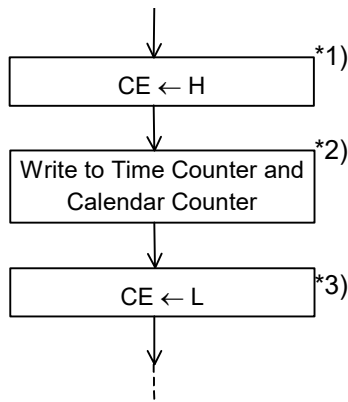 *1)
CE ← H
*2)
Write to Time Counter and
Calendar Counter
*3)
CE ← L